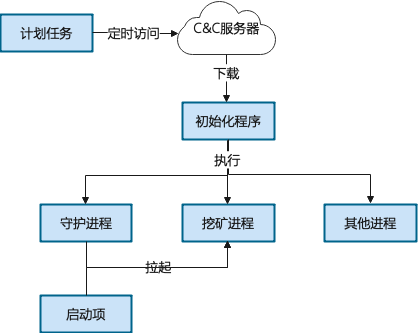 计划任务
定时访问
C&C服务器
下载
初始化程序
执行
守护进程
挖矿进程
其他进程
拉起
启动项